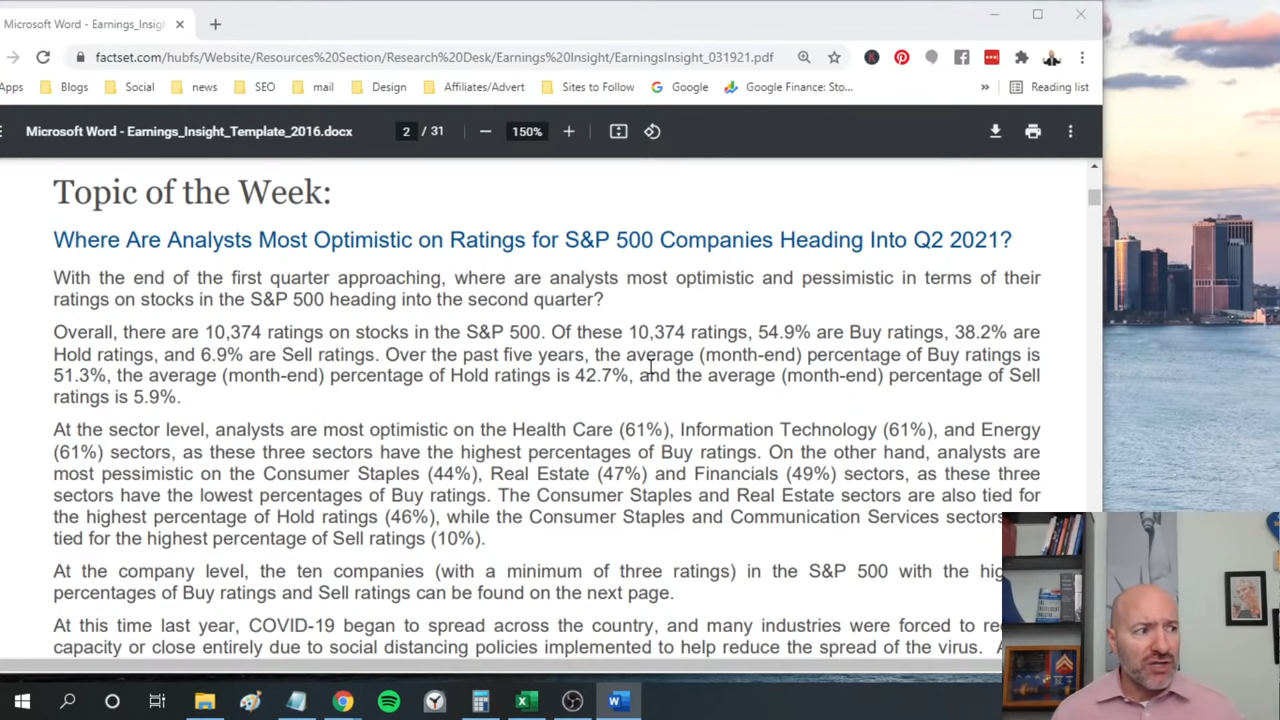 Microsoft Word - Earnings_Insig
factset.com/hubfs/Website/Resources%20Section/Research%20Desk/Earnings%20Insight/EarningsInsight_031921.pdf
Apps Blogs Social news SEO mail Design Affiliates/Advert Sites to Follow Google Google Finance: Sto... » Reading list
Microsoft Word - Earnings_Insight_Template_2016.docx 2 / 31 150%
Topic of the Week:
Where Are Analysts Most Optimistic on Ratings for S&P 500 Companies Heading Into Q2 2021?
With the end of the first quarter approaching, where are analysts most optimistic and pessimistic in terms of their
ratings on stocks in the S&P 500 heading into the second quarter?
Overall, there are 10,374 ratings on stocks in the S&P 500. Of these 10,374 ratings, 54.9% are Buy ratings, 38.2% are
Hold ratings, and 6.9% are Sell ratings. Over the past five years, the average (month-end) percentage of Buy ratings is
51.3%, the average (month-end) percentage of Hold ratings is 42.7%, and the average (month-end) percentage of Sell
ratings is 5.9%.
At the sector level, analysts are most optimistic on the Health Care (61%), Information Technology (61%), and Energy
(61%) sectors, as these three sectors have the highest percentages of Buy ratings. On the other hand, analysts are
most pessimistic on the Consumer Staples (44%), Real Estate (47%) and Financials (49%) sectors, as these three
sectors have the lowest percentages of Buy ratings. The Consumer Staples and Real Estate sectors are also tied for
the highest percentage of Hold ratings (46%), while the Consumer Staples and Communication Services sectors
tied for the highest percentage of Sell ratings (10%).
At the company level, the ten companies (with a minimum of three ratings) in the S&P 500 with the hig
percentages of Buy ratings and Sell ratings can be found on the next page.
At this time last year, COVID-19 began to spread across the country, and many industries were forced to re
capacity or close entirely due to social distancing policies implemented to help reduce the spread of the virus.